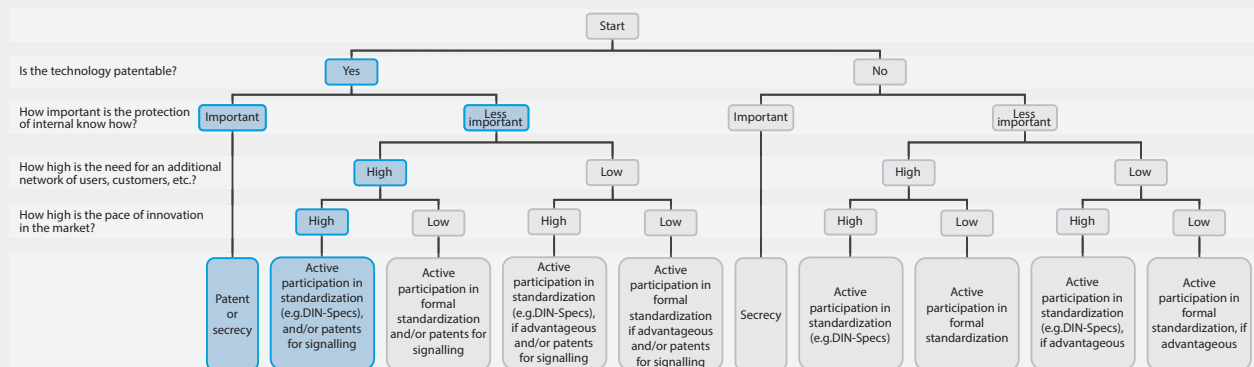 Start
Is the technology patentable?
Yes
No
How important is the protection
of internal know how?
Important
Less
important
Important
Less
important
How high is the need for an additional
network of users, customers, etc.?
High
Low
High
Low
How high is the pace of innovation
in the market?
High
Low
High
Low
High
Low
High
Low
Patent
or
secrecy
Active
participation in
standardization
(e.g.DIN-Specs),
and/or patents
for signalling
Active
participation in
formal
standardization
and/or patents for
signalling
Active
participation in
standardization
(e.g.DIN-Specs),
if advantageous
and/or patents
for signalling
Active
participation in
formal
standardization
if advantageous
and/or patents
for signalling
Secrecy
Active
participation in
standardization
(e.g.DIN-Specs)
Active
participation in
formal
standardization
Active
participation in
standardization
(e.g.DIN-Specs),
if advantageous
Active
participation in
formal
standardization, if
advantageous